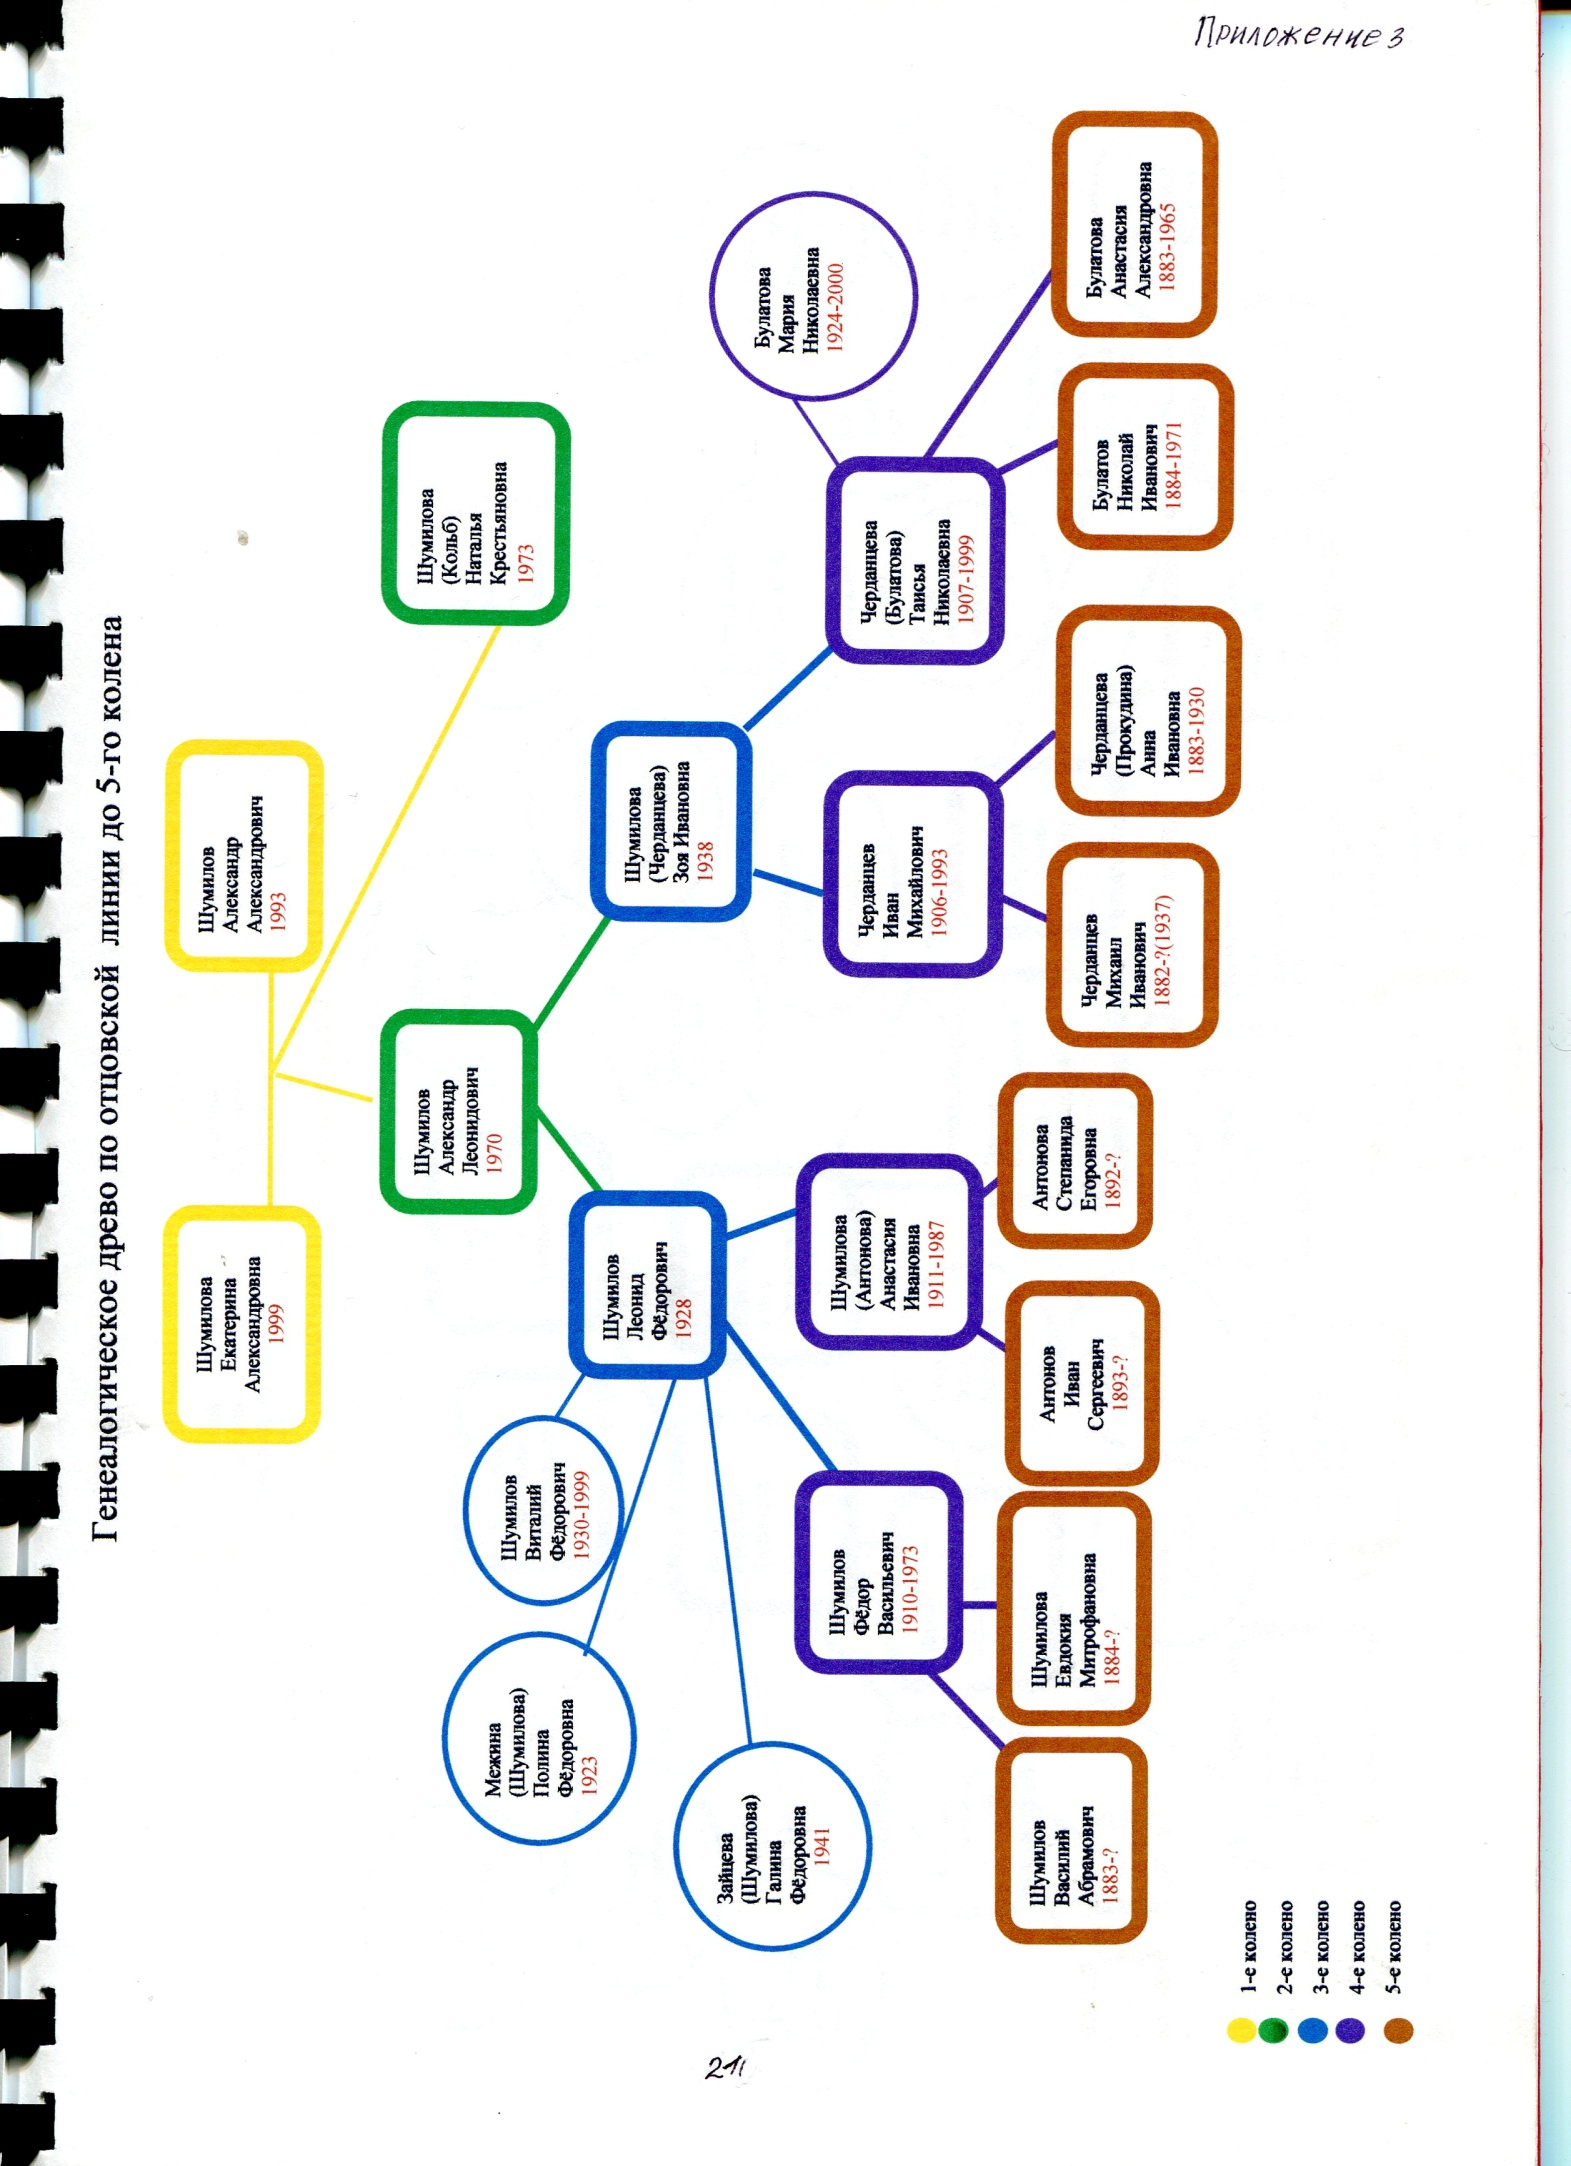 Приложение 3
Генеалогическое древо по отцовской линии до 5-го колена
Шумилова
Екатерина
Александровна
1999
Шумилов
Александр
Александрович
1993
Шумилов
Александр
Леонидович
1970
Шумилова
(Кольб)
Наталья
Крестьяновна
1973
Межина
(Шумилова)
Полина
Фёдоровна
1923
Шумилов
Виталий
Фёдорович
1930-1999
Шумилов
Леонид
Фёдорович
1928
Шумилова
(Черданцева)
Зоя Ивановна
1938
Зайцева
(Шумилова)
Галина
Фёдоровна
1941
Булатова
Мария
Николаевна
1924-2000
Шумилов
Фёдор
Васильевич
1910-1973
Шумилова
(Антонова)
Анастасия
Ивановна
1911-1987
Черданцев
Иван
Михайлович
1906-1993
Черданцева
(Булатова)
Таисья
Николаевна
1907-1999
Шумилов
Василий
Абрамович
1883-?
Шумилова
Евдокия
Митрофановна
1884-?
Антонов
Иван
Сергеевич
1893-?
Антонова
Степанида
Егоровна
1892-?
Черданцев
Михаил
Иванович
1882-?(1937)
Черданцева
(Прокудина)
Анна
Ивановна
1883-1930
Булатов
Николай
Иванович
1884-1971
Булатова
Анастасия
Александровна
1883-1965
1-е колено
2-е колено
3-е колено
4-е колено
5-е колено